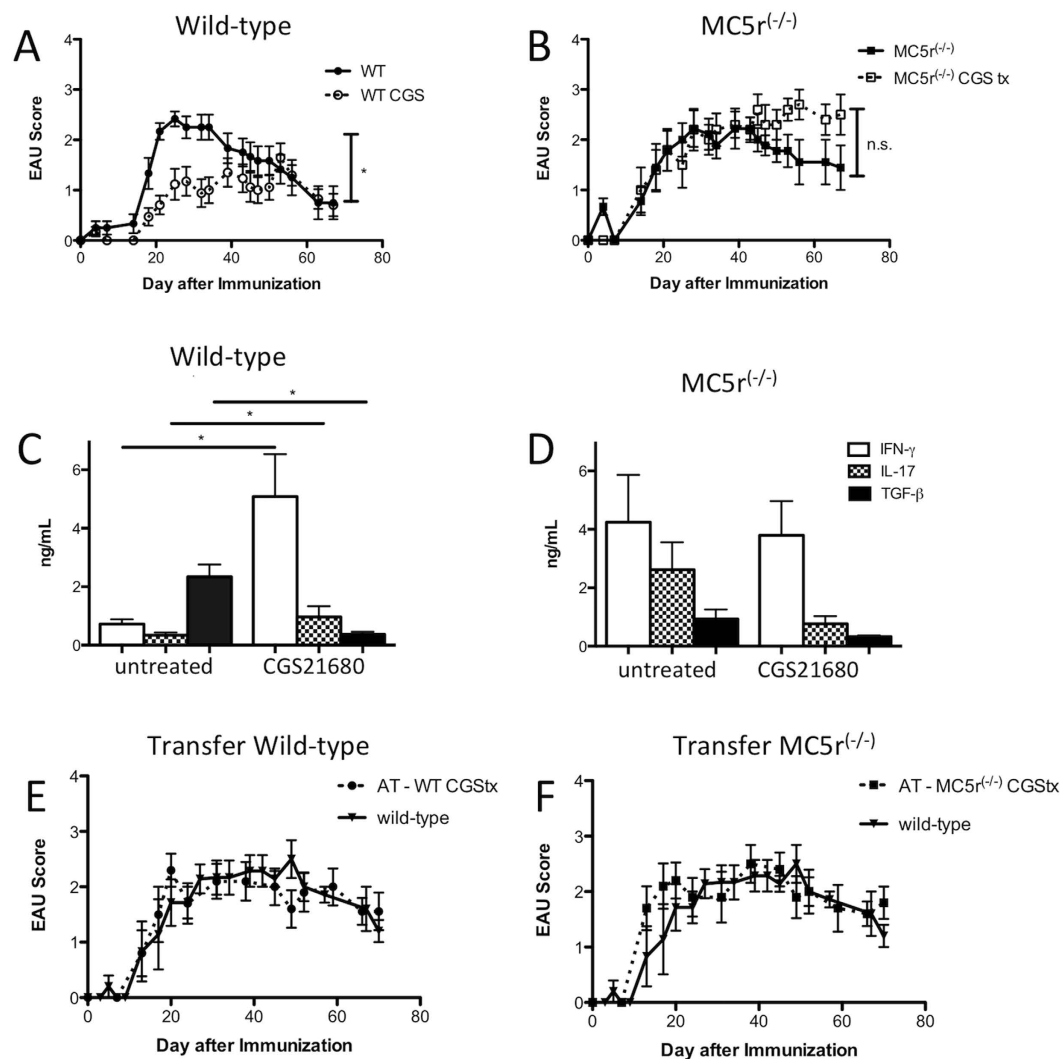 A
Wild-type
4
3
2
1
0
EAU Score
WT
WT CGS
*
0 20 40 60 80
Day after Immunization
B
MC5r(-/-)
4
3
2
1
0
EAU Score
MC5r(-/-)
MC5r(-/-) CGS tx
n.s.
0 20 40 60 80
Day after Immunization
C
Wild-type
*
*
*
6
4
2
0
ng/mL
untreated CGS21680
D
MC5r(-/-)
6
4
2
0
ng/mL
IFN-γ
IL-17
TGF-β
untreated CGS21680
E
Transfer Wild-type
4
3
2
1
0
EAU Score
AT - WT CGStx
wild-type
0 20 40 60 80
Day after Immunization
F
Transfer MC5r(-/-)
4
3
2
1
0
EAU Score
AT - MC5r(-/-) CGStx
wild-type
0 20 40 60 80
Day after Immunization